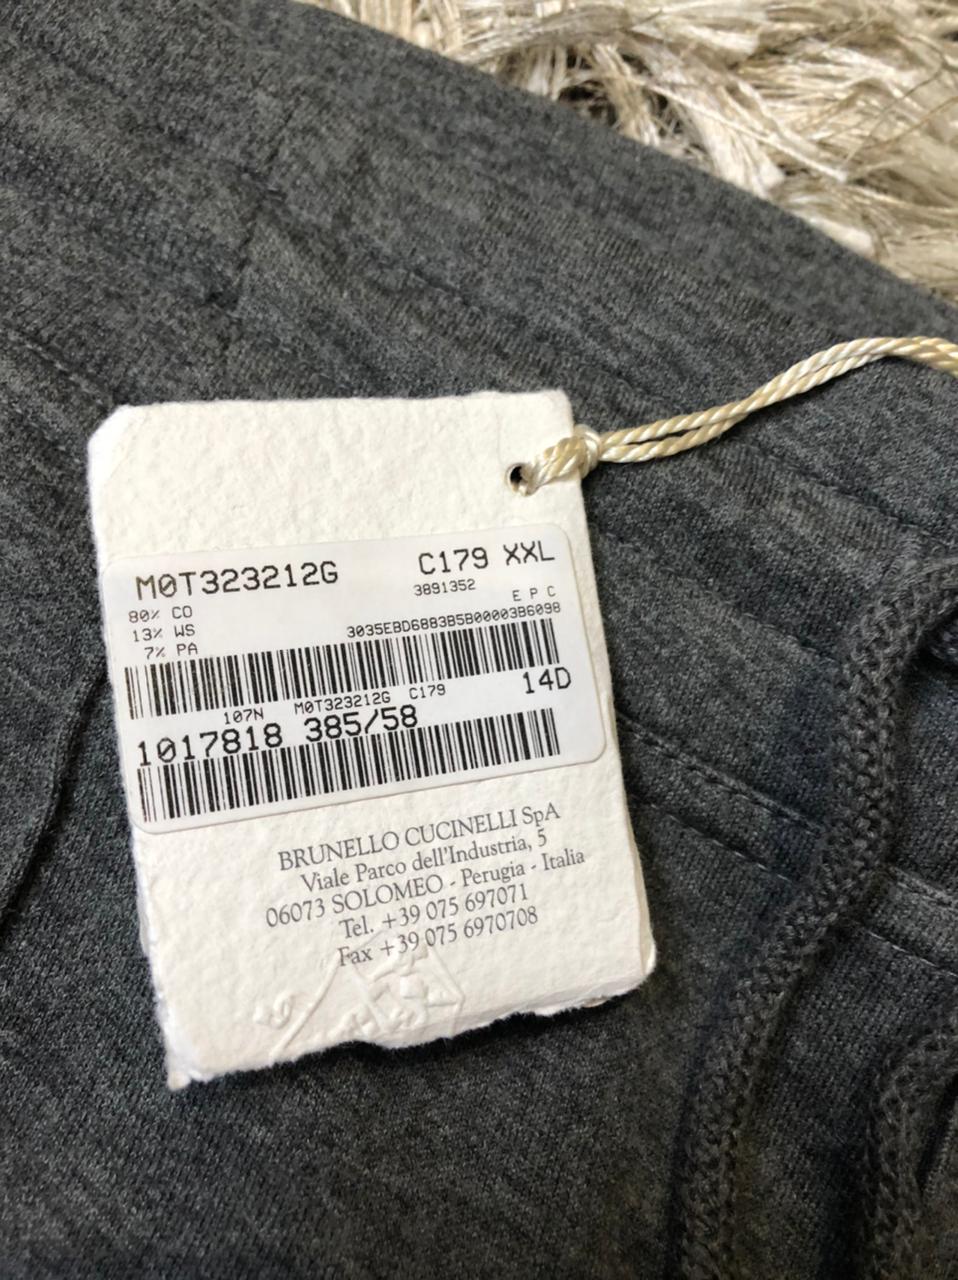 M0T323212G C179 XXL
3891352
80% CO
13% WS
7% PA
E P C
3035EBD6883B5B00003B6098
107N M0T323212G C179 14D
1017818 385/58
BRUNELLO CUCINELLI SpA
Viale Parco dell'Industria, 5
06073 SOLOMEO - Perugia - Italia
Tel. +39 075 697071
Fax +39 075 6970708